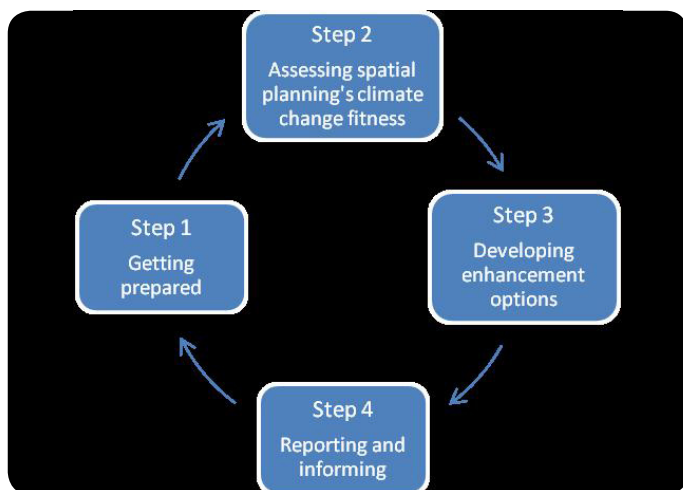 Step 1
Getting
prepared
Step 2
Assessing spatial
planning's climate
change fitness
Step 3
Developing
enhancement
options
Step 4
Reporting and
informing